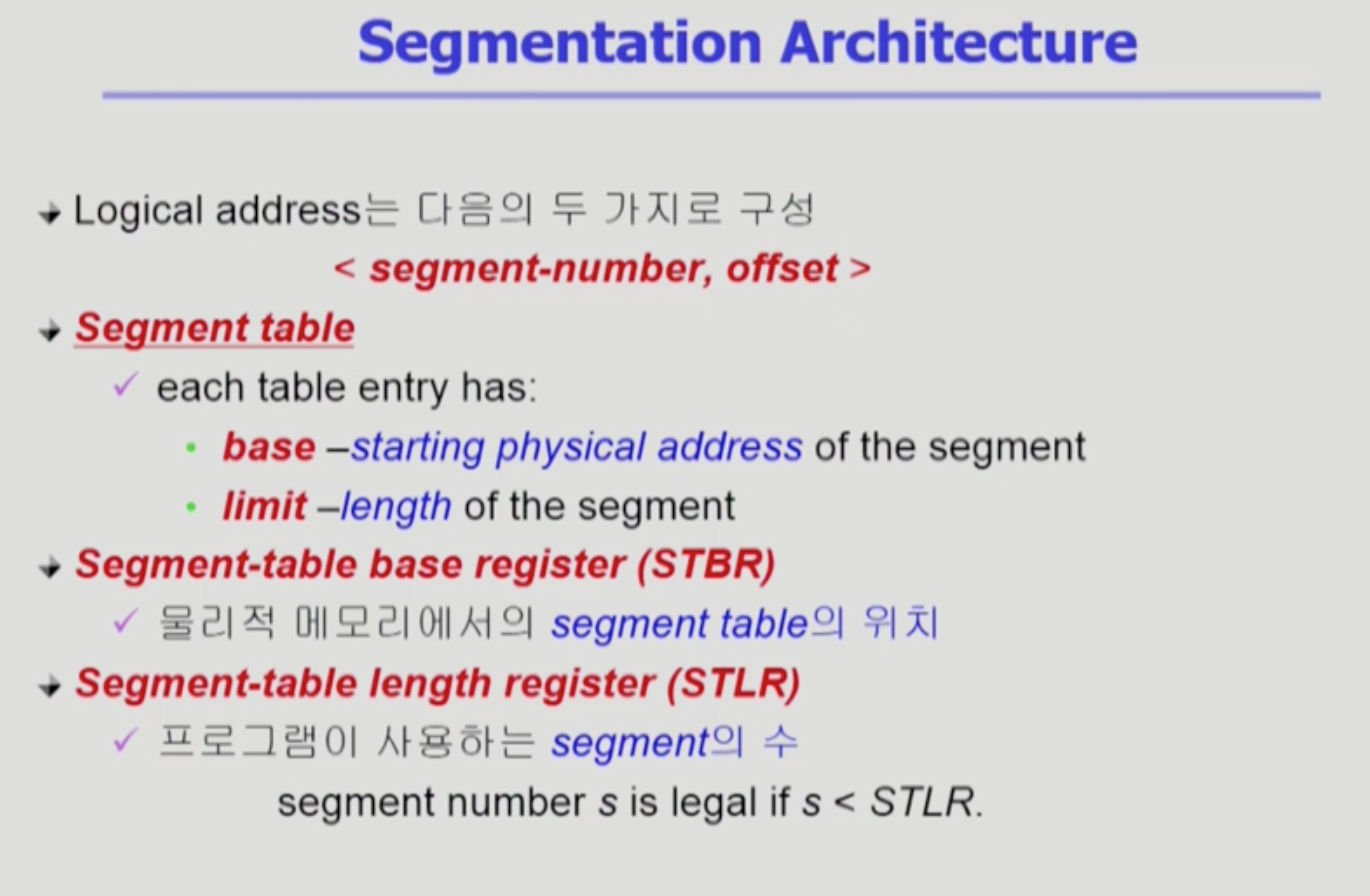 Segmentation Architecture
Logical address는 다음의 두 가지로 구성
< segment-number, offset >
Segment table
✓ each table entry has:
• base –starting physical address of the segment
• limit –length of the segment
Segment-table base register (STBR)
✓ 물리적 메모리에서의 segment table의 위치
Segment-table length register (STLR)
✓ 프로그램이 사용하는 segment의 수
segment number s is legal if s < STLR.